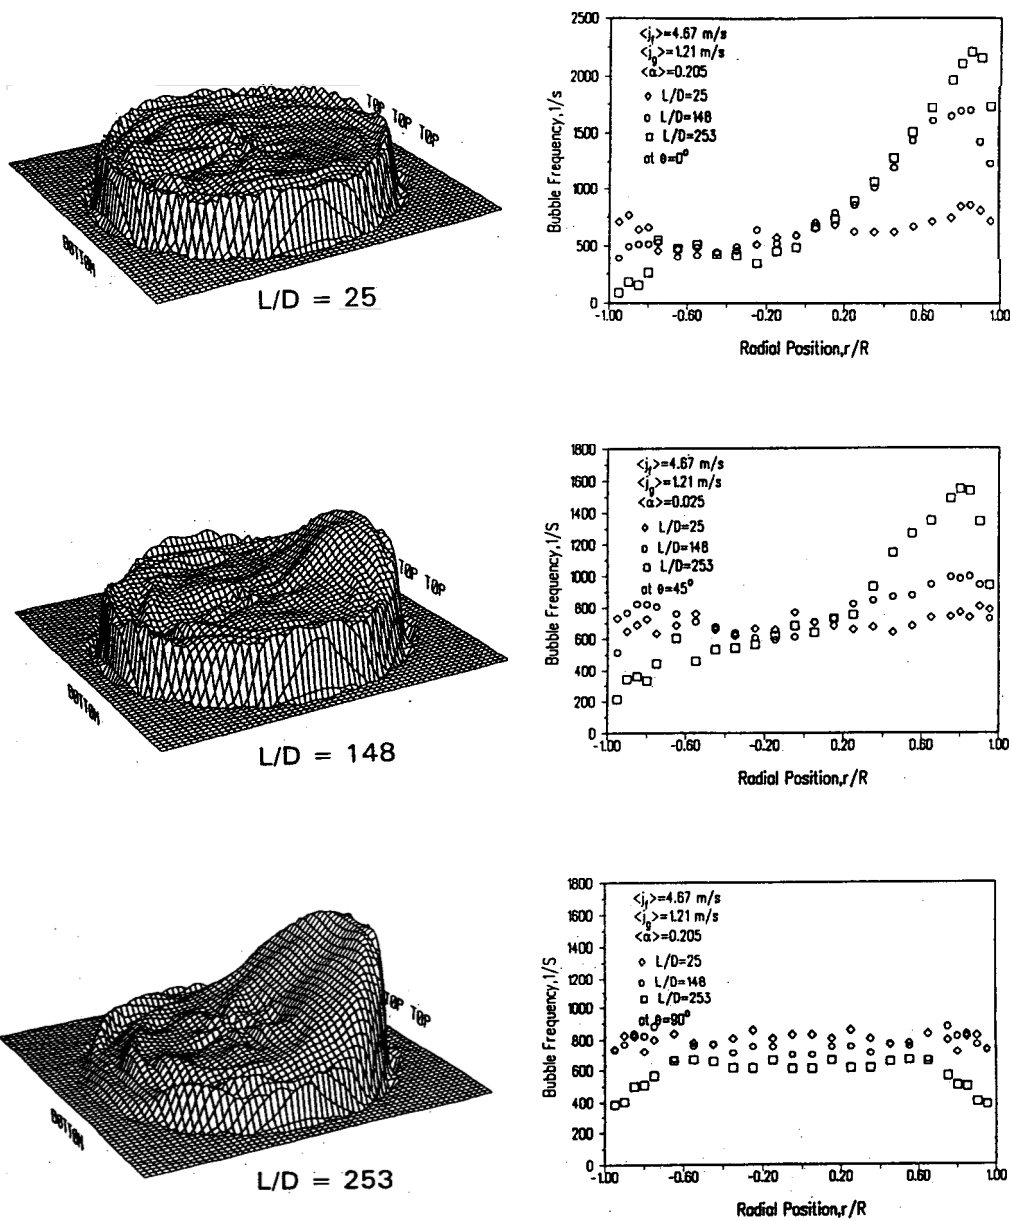 TOP TOP TOP
BOTTOM
L/D = 25
2500
2000
1500
1000
500
0
Bubble Frequency,1/s
<j_f>=4.67 m/s
<j_g>=1.21 m/s
<α>=0.205
◇ L/D=25
○ L/D=148
□ L/D=253
at θ=0°
-1.00 -0.60 -0.20 0.20 0.60 1.00
Radial Position,r/R
TOP TOP
BOTTOM
L/D = 148
1800
1600
1400
1200
1000
800
600
400
200
0
Bubble Frequency,1/S
<j_f>=4.67 m/s
<j_g>=1.21 m/s
<α>=0.025
◇ L/D=25
○ L/D=148
□ L/D=253
at θ=45°
-1.00 -0.60 -0.20 0.20 0.60 1.00
Radial Position,r/R
TOP TOP
BOTTOM
L/D = 253
1800
1600
1400
1200
1000
800
600
400
200
0
Bubble Frequency,1/S
<j_f>=4.67 m/s
<j_g>=1.21 m/s
<α>=0.205
◇ L/D=25
○ L/D=148
□ L/D=253
at θ=90°
-1.00 -0.60 -0.20 0.20 0.60 1.00
Radial Position,r/R